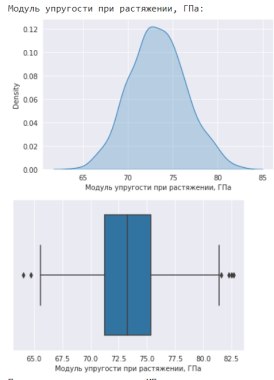 Модуль упругости при растяжении, ГПа:
0.12
0.10
0.08
0.06
0.04
0.02
0.00
Density
65 70 75 80 85
Модуль упругости при растяжении, ГПа
65.0 67.5 70.0 72.5 75.0 77.5 80.0 82.5
Модуль упругости при растяжении, ГПа